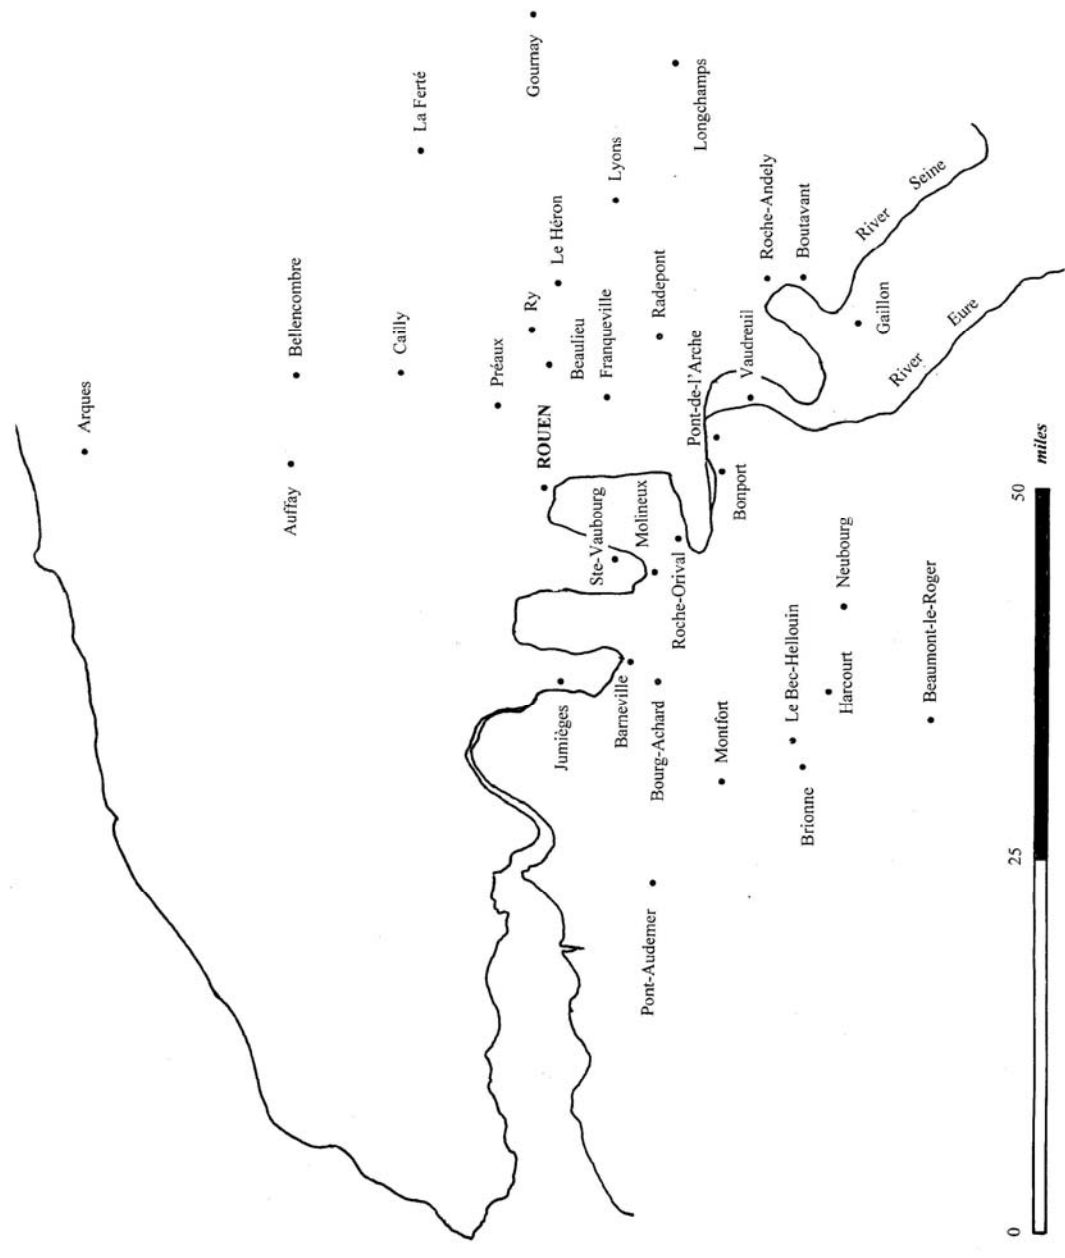 Arques
Auffay
Bellencombre
Cailly
La Ferté
Gournay
Préaux
Ry
Le Héron
ROUEN
Beaulieu
Franqueville
Lyons
Radepont
Longchamps
Ste-Vaubourg
Molineux
Roche-Orival
Jumièges
Barneville
Bourg-Achard
Pont-Audemer
Montfort
Pont-de-l'Arche
Bonport
Vaudreuil
Roche-Andely
Boutavant
River Seine
Gaillon
River Eure
Brionne
Le Bec-Hellouin
Harcourt
Neubourg
Beaumont-le-Roger
0
25
50
miles